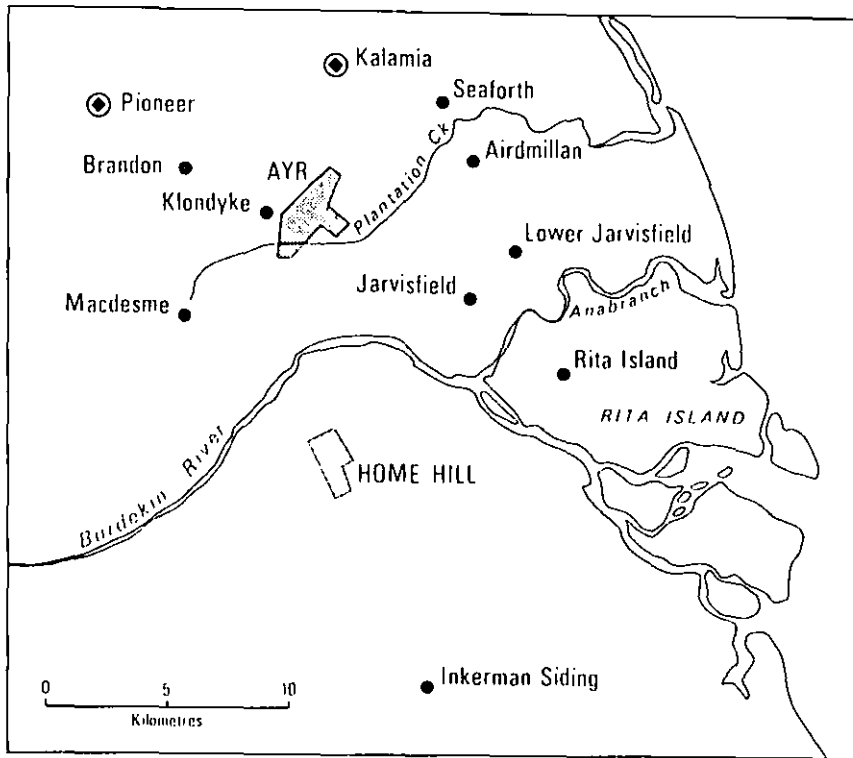 Kalamia
Pioneer
Seaforth
Brandon
AYR
Plantation Ck
Airdmillan
Klondyke
Lower Jarvisfield
Macdesme
Jarvisfield
Anabranch
Rita Island
RITA ISLAND
Burdekin River
HOME HILL
Inkerman Siding
0 5 10
Kilometres